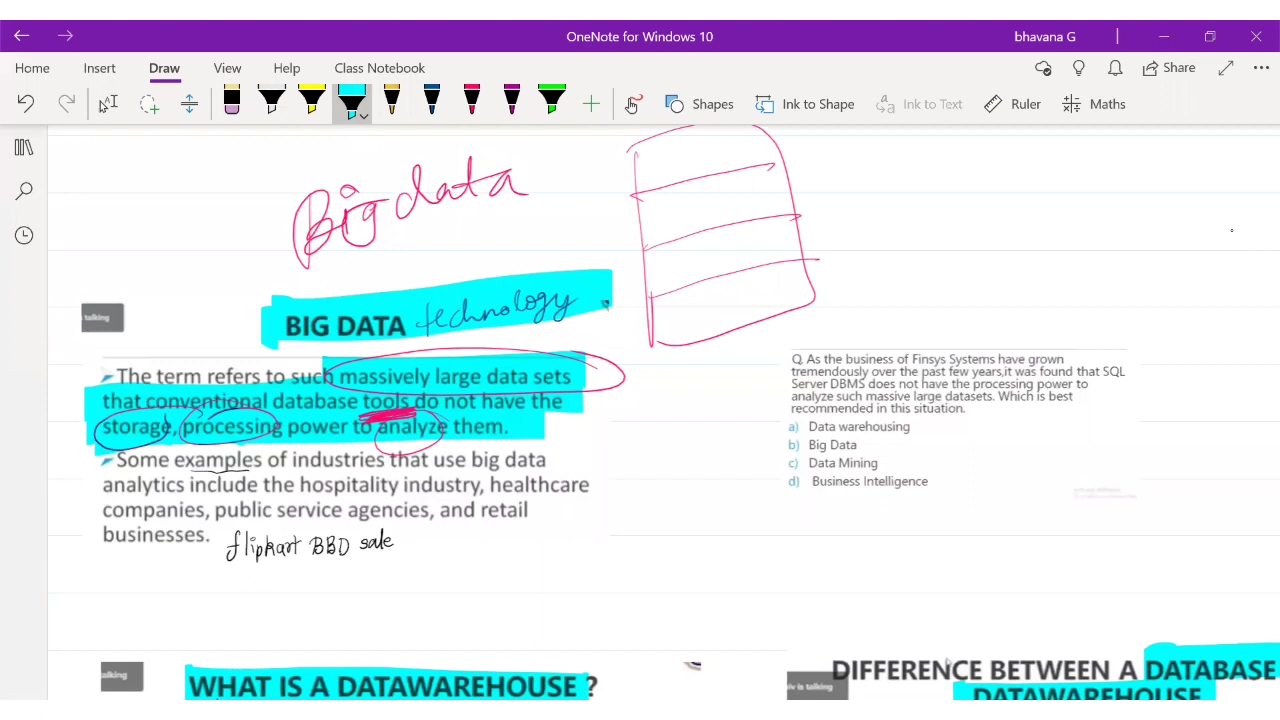 OneNote for Windows 10
bhavana G
Home Insert Draw View Help Class Notebook
Share
Shapes Ink to Shape Ink to Text Ruler Maths
Big data
talking
BIG DATA technology
The term refers to such massively large data sets
that conventional database tools do not have the
storage, processing power to analyze them.
Some examples of industries that use big data
analytics include the hospitality industry, healthcare
companies, public service agencies, and retail
businesses.
flipkart BBD sale
Q. As the business of Finsys Systems have grown
tremendously over the past few years,it was found that SQL
Server DBMS does not have the processing power to
analyze such massive large datasets. Which is best
recommended in this situation.
a) Data warehousing
b) Big Data
c) Data Mining
d) Business Intelligence
talking
WHAT IS A DATAWAREHOUSE ?
is talking
DIFFERENCE BETWEEN A DATABASE
DATAWAREHOUSE